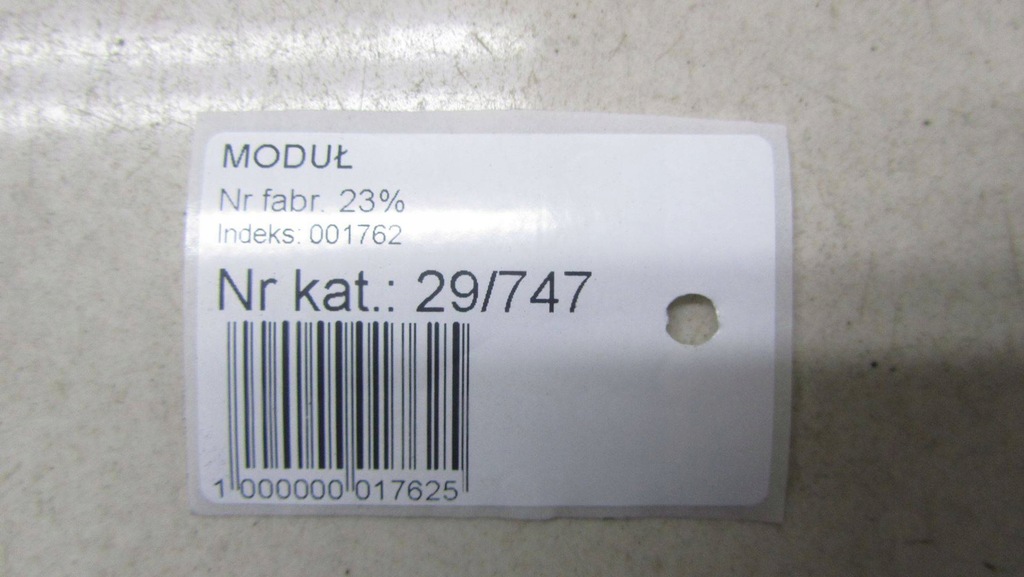 MODUŁ
Nr fabr. 23%
Indeks: 001762
Nr kat.: 29/747
1 000000 017625